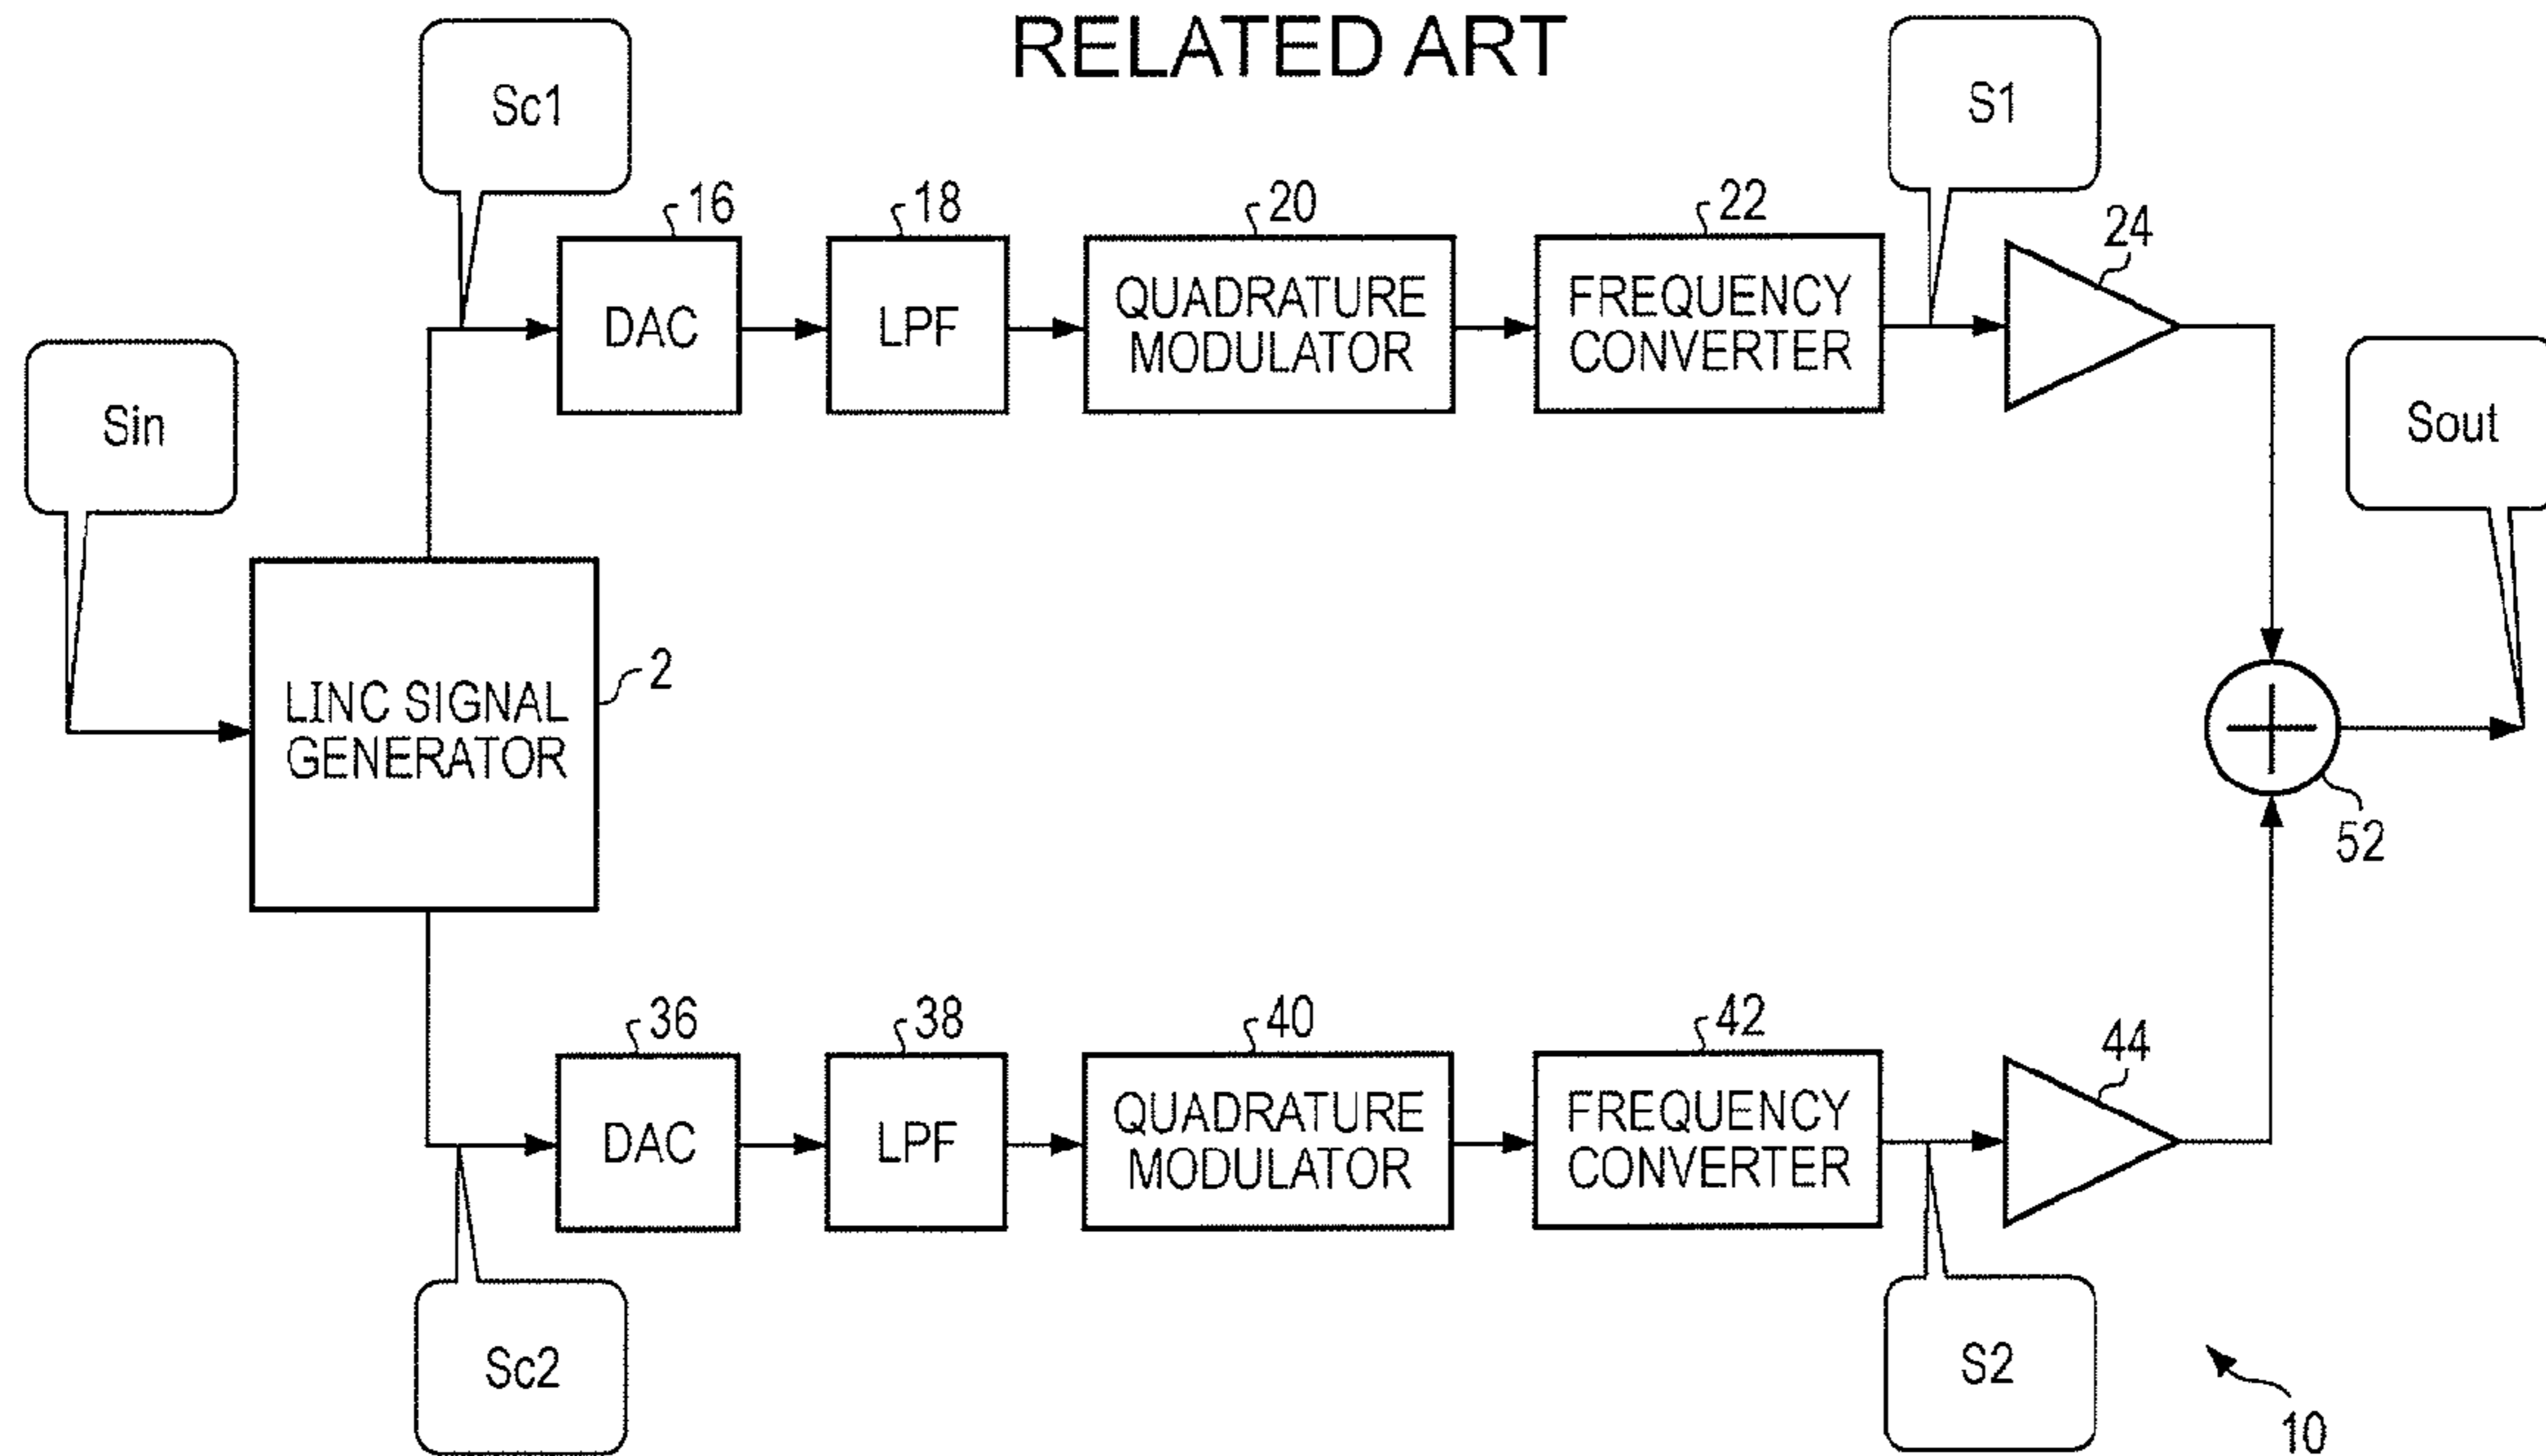 RELATED ART
Sc1
S1
16
18
20
22
24
DAC
LPF
QUADRATURE
MODULATOR
FREQUENCY
CONVERTER
Sin
Sout
LINC SIGNAL
GENERATOR
2
52
36
38
40
42
44
DAC
LPF
QUADRATURE
MODULATOR
FREQUENCY
CONVERTER
Sc2
S2
10